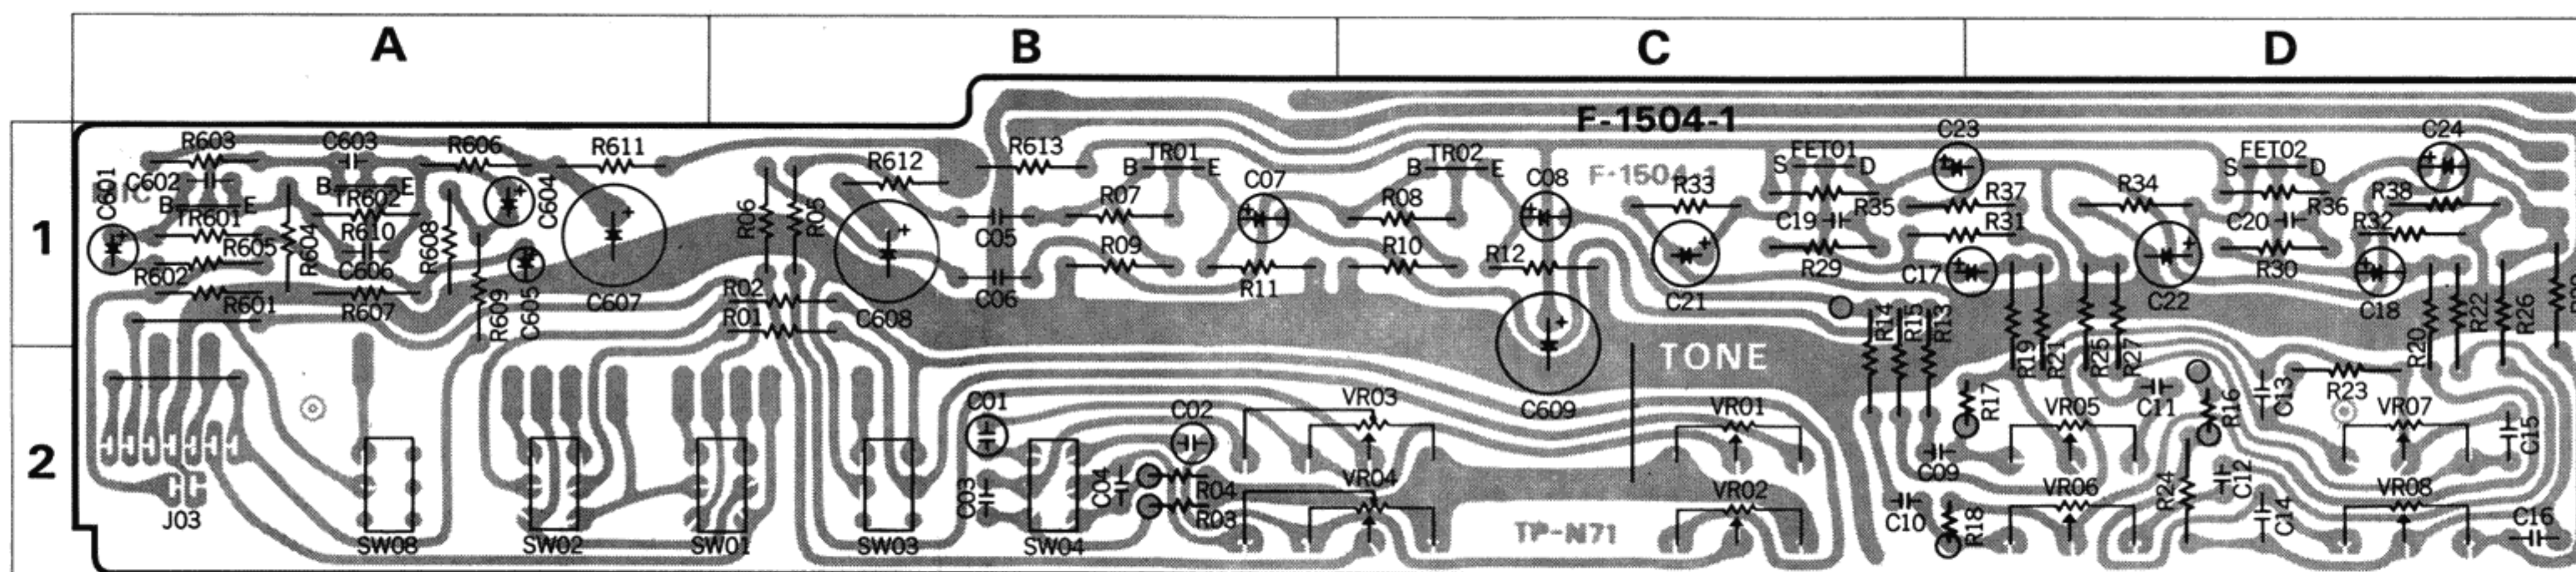 A B C D
F-1504-1
R603 C603 R606 R611 R612 R613 TR01 TR02 FET01 C23 FET02 C24
B E B E S D S D
F-1504-1
C601 C602 B E C604 R07 C07 R08 C08 R33 R37 R34 R38
B E TR602
TR601 R610 R608 R06 R05 C05 C19 R35 R31 C20 R36 R32
1
R605 R604 R09 R10 R12
R602 C606 C17 R29 R30
R601 R607 R609 C605 C607 R02 C608 C06 R11 C21 C22 C18
R01 R14 R15 R13 R22 R26
TONE
R19 R21 R25 R27 R20
C01 C02 VR03 C609 VR01 R17 VR05 C11 R16 C13 R23 VR07 C15
2
C03 C04 R04 VR04 VR02 C09 VR06 R24 C12 VR08
J03 R03 C10 R18 C14 C16
TP-N71
SW08 SW02 SW01 SW03 SW04